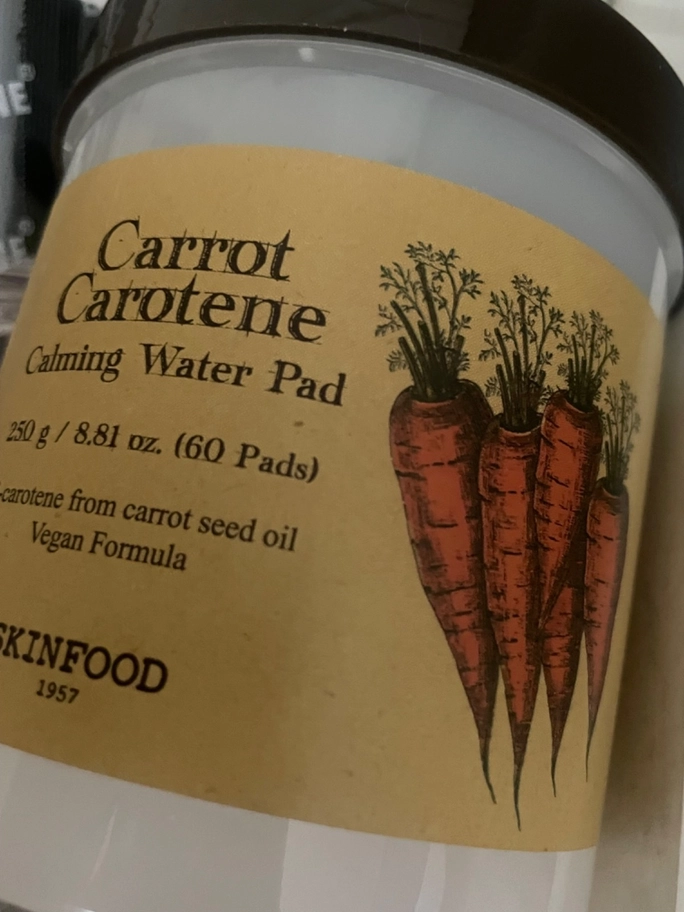 Carrot
Carotene
Calming Water Pad
250 g / 8.81 oz. (60 Pads)
-carotene from carrot seed oil
Vegan Formula
SKINFOOD
1957